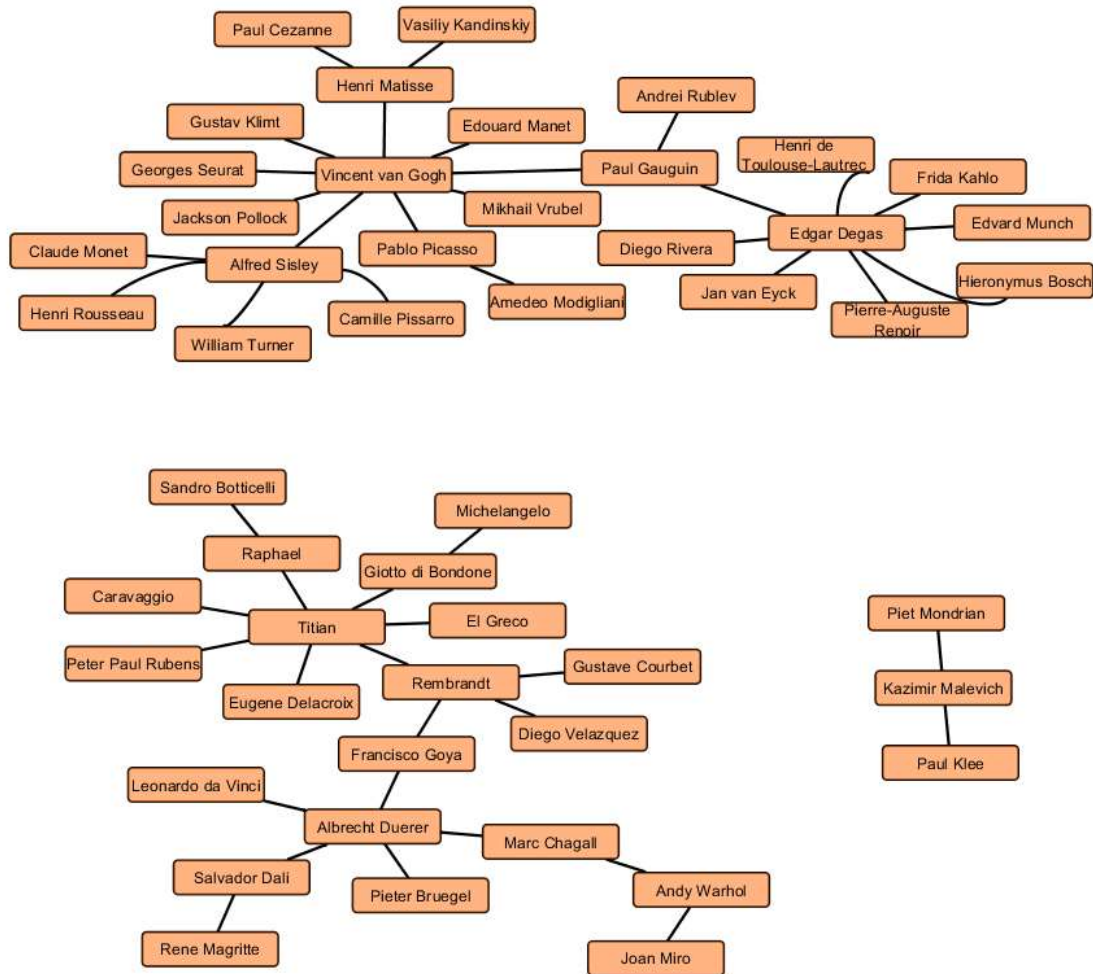 Paul Cezanne
Vasiliy Kandinskiy
Henri Matisse
Andrei Rublev
Gustav Klimt
Edouard Manet
Henri de
Toulouse-Lautrec
Georges Seurat
Vincent van Gogh
Paul Gauguin
Frida Kahlo
Jackson Pollock
Mikhail Vrubel
Edgar Degas
Edvard Munch
Claude Monet
Alfred Sisley
Pablo Picasso
Diego Rivera
Hieronymus Bosch
Jan van Eyck
Henri Rousseau
Camille Pissarro
Amedeo Modigliani
Pierre-Auguste
Renoir
William Turner
Sandro Botticelli
Michelangelo
Raphael
Giotto di Bondone
Caravaggio
Titian
El Greco
Piet Mondrian
Peter Paul Rubens
Gustave Courbet
Eugene Delacroix
Rembrandt
Kazimir Malevich
Diego Velazquez
Francisco Goya
Paul Klee
Leonardo da Vinci
Albrecht Duerer
Marc Chagall
Salvador Dali
Pieter Bruegel
Andy Warhol
Rene Magritte
Joan Miro